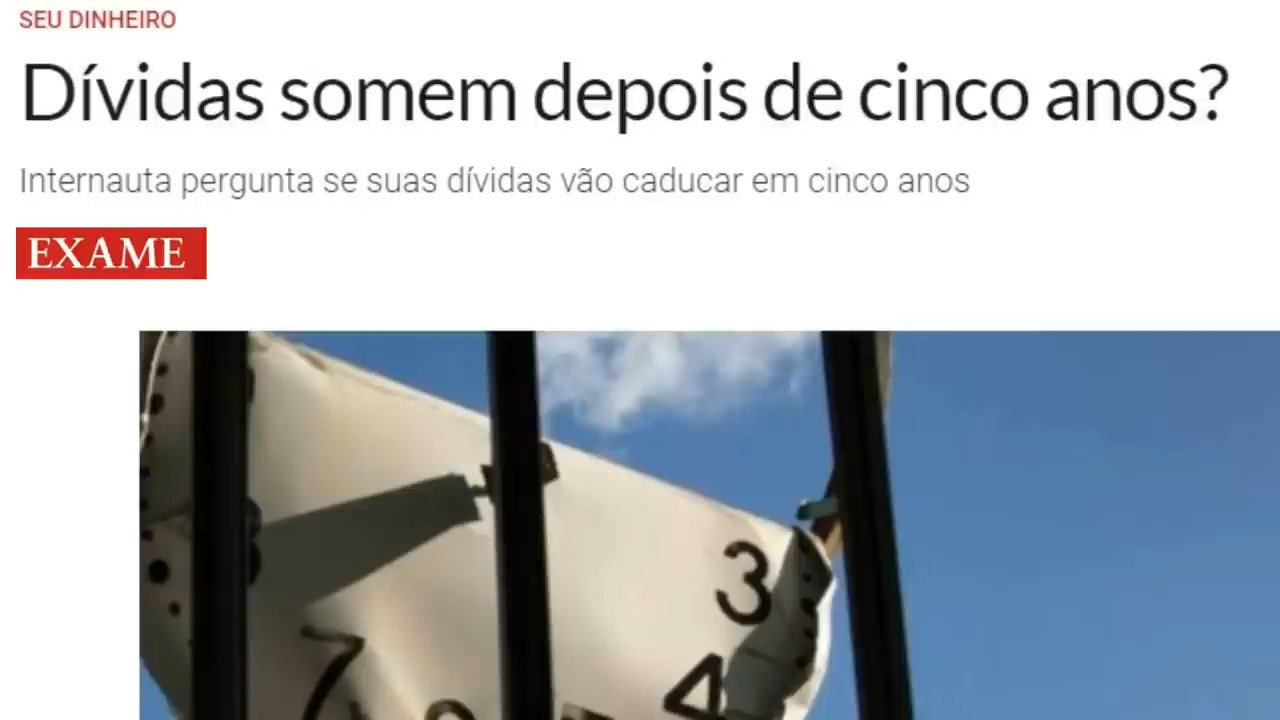 SEU DINHEIRO
Dívidas somem depois de cinco anos?
Internauta pergunta se suas dívidas vão caducar em cinco anos
EXAME
3
4
7